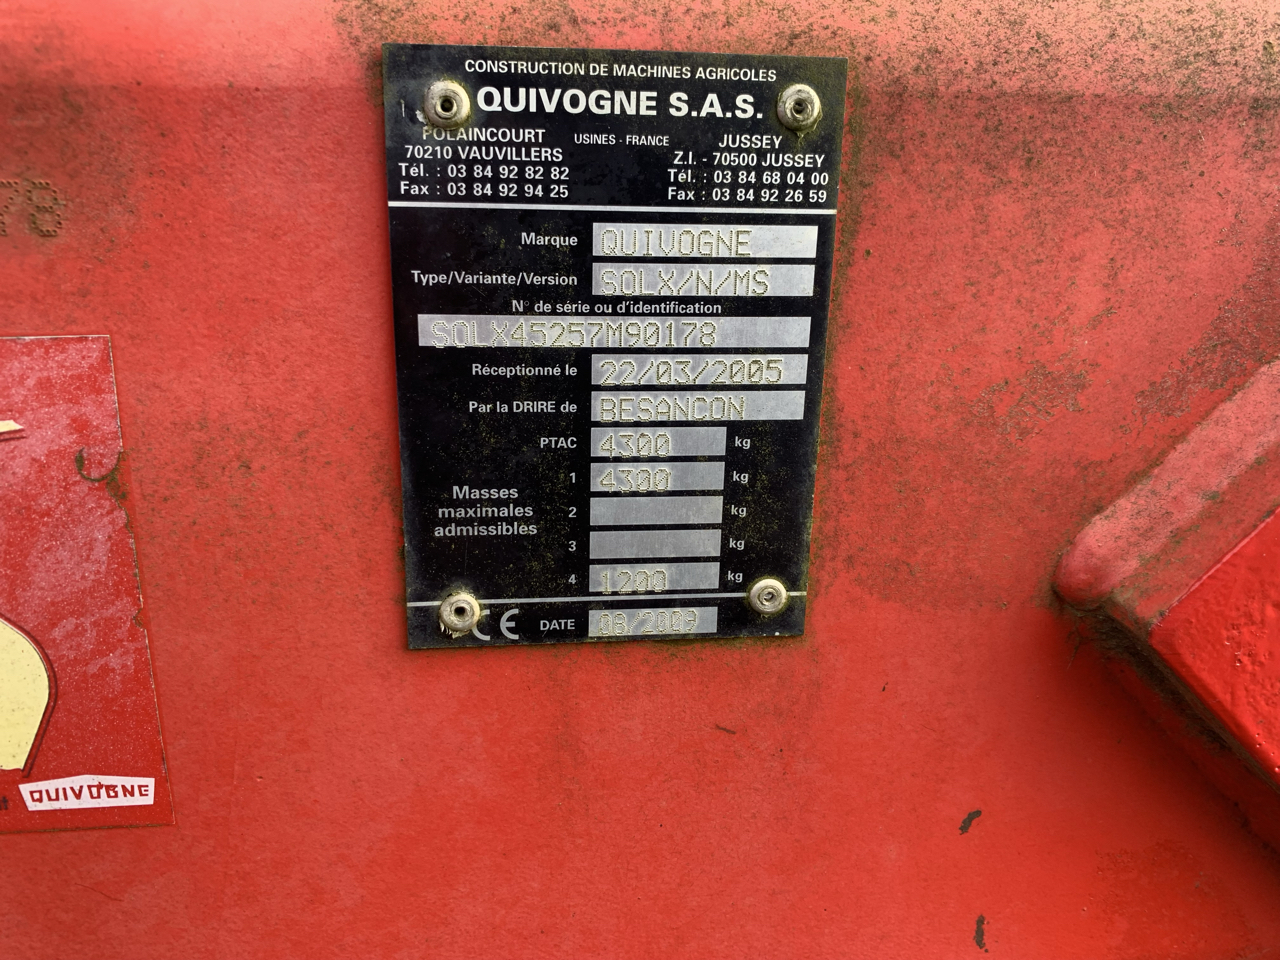 CONSTRUCTION DE MACHINES AGRICOLES
QUIVOGNE S.A.S.
POLAINCOURT USINES - FRANCE JUSSEY
70210 VAUVILLERS Z.I. - 70500 JUSSEY
Tél. : 03 84 92 82 82 Tél. : 03 84 68 04 00
Fax : 03 84 92 94 25 Fax : 03 84 92 26 59
Marque QUIVOGNE
Type/Variante/Version SOLX/N/MS
N° de série ou d'identification
SOLX45257M90178
Réceptionné le 22/03/2005
Par la DRIRE de BESANCON
PTAC 4300 kg
Masses maximales admissibles
1 4300 kg
2 kg
3 kg
4 1200 kg
CE DATE 08/2009
78
QUIVOGNE